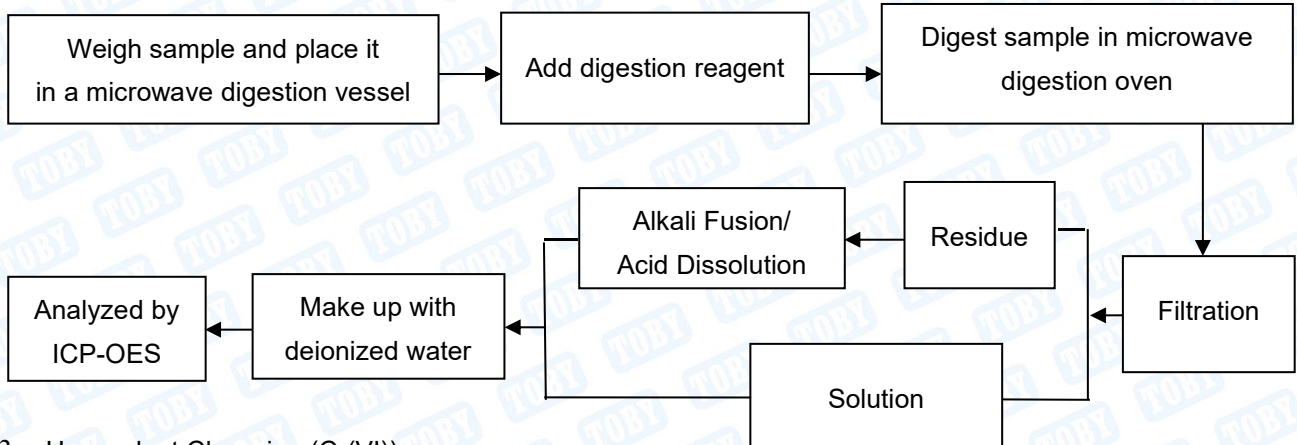 Weigh sample and place it
in a microwave digestion vessel
Add digestion reagent
Digest sample in microwave
digestion oven
Filtration
Residue
Alkali Fusion/
Acid Dissolution
Solution
Make up with
deionized water
Analyzed by
ICP-OES
TOBY